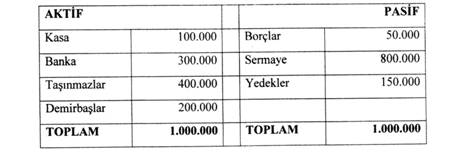 AKTİF PASİF
Kasa 100.000 Borçlar 50.000
Banka 300.000 Sermaye 800.000
Taşınmazlar 400.000 Yedekler 150.000
Demirbaşlar 200.000
TOPLAM 1.000.000 TOPLAM 1.000.000